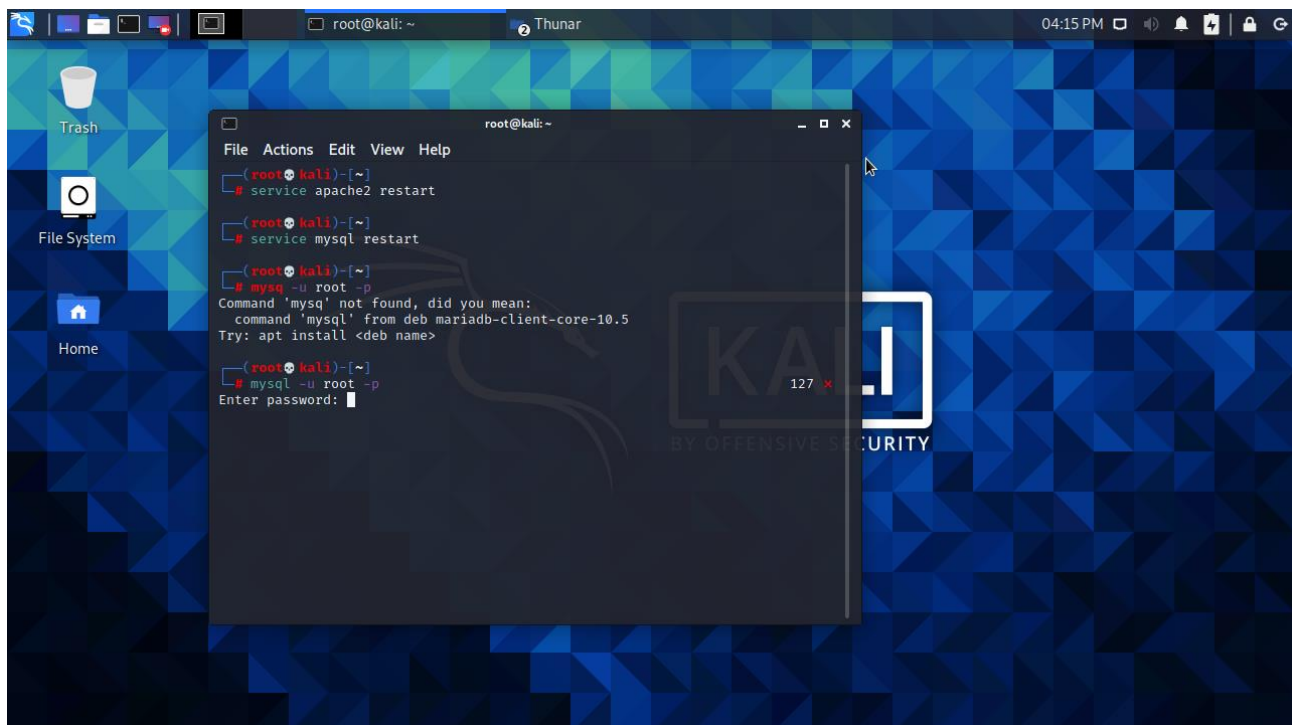 root@kali: ~
2 Thunar
04:15 PM
Trash
File System
Home
root@kali: ~
File Actions Edit View Help
┌──(root💀kali)-[~]
└─# service apache2 restart
┌──(root💀kali)-[~]
└─# service mysql restart
┌──(root💀kali)-[~]
└─# mysq -u root -p
Command 'mysq' not found, did you mean:
command 'mysql' from deb mariadb-client-core-10.5
Try: apt install <deb name>
┌──(root💀kali)-[~]
└─# mysql -u root -p 127 ⨯
Enter password:
KALI
BY OFFENSIVE SECURITY